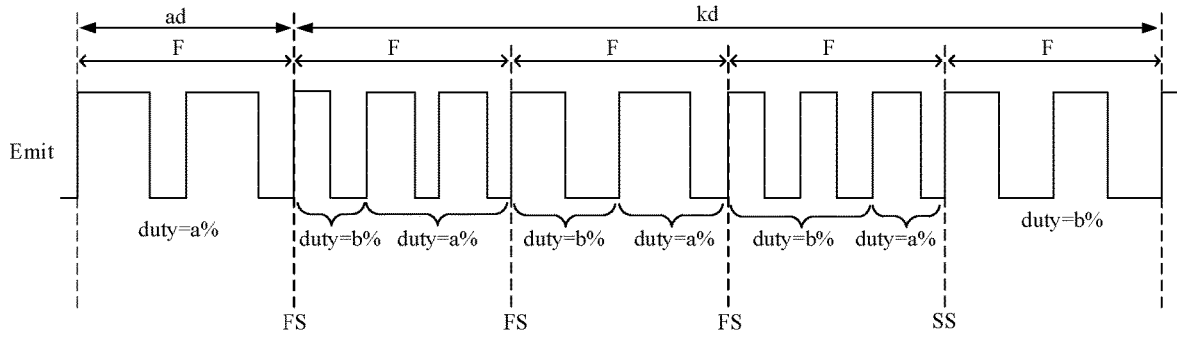 ad kd
F F F F F
Emit
duty=a% duty=b% duty=a% duty=b% duty=a% duty=b% duty=a% duty=b%
FS FS FS SS